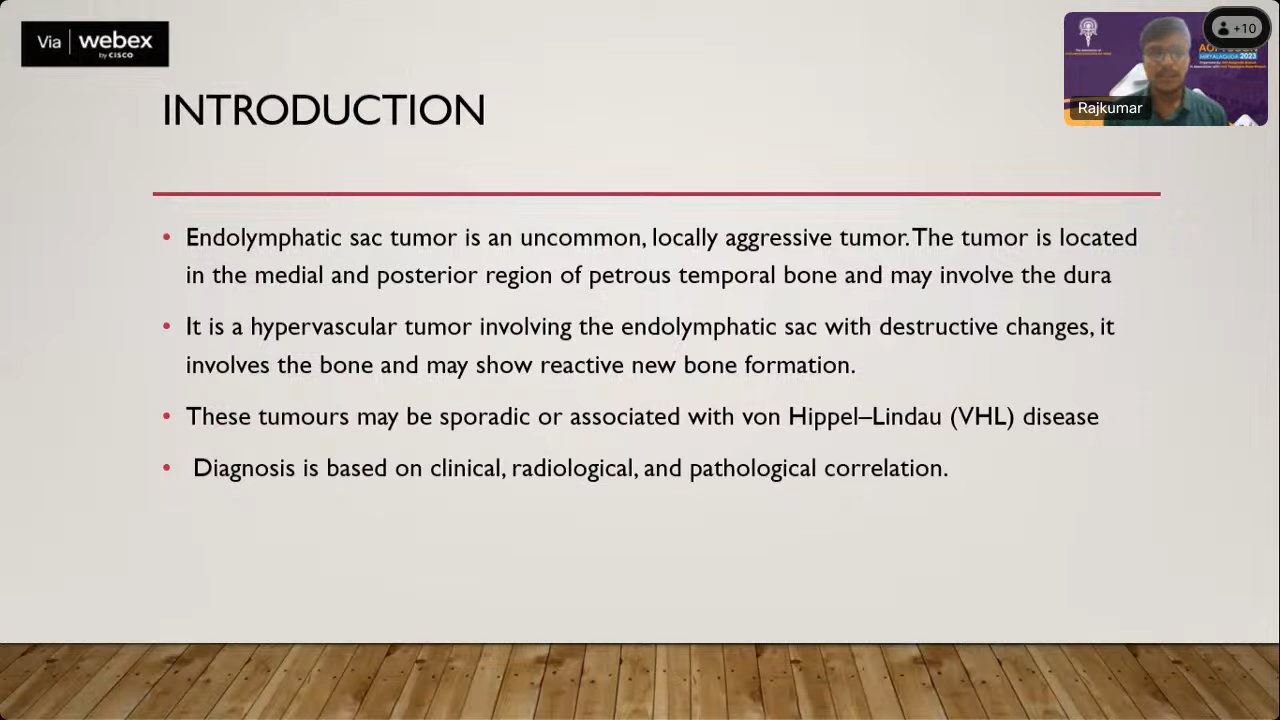 Via webex
by CISCO
+10
Rajkumar
MIRYALAGUDA 2023
INTRODUCTION
• Endolymphatic sac tumor is an uncommon, locally aggressive tumor. The tumor is located
in the medial and posterior region of petrous temporal bone and may involve the dura
• It is a hypervascular tumor involving the endolymphatic sac with destructive changes, it
involves the bone and may show reactive new bone formation.
• These tumours may be sporadic or associated with von Hippel–Lindau (VHL) disease
• Diagnosis is based on clinical, radiological, and pathological correlation.